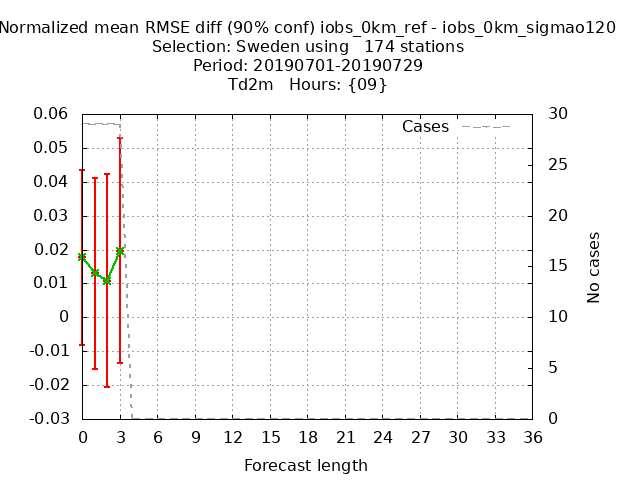 Normalized mean RMSE diff (90% conf) iobs_0km_ref - iobs_0km_sigmao120
Selection: Sweden using   174 stations
Period: 20190701-20190729
Td2m   Hours: {09}
Cases
0.06
0.05
0.04
0.03
0.02
0.01
0
-0.01
-0.02
-0.03
30
25
20
15
10
5
0
No cases
0 3 6 9 12 15 18 21 24 27 30 33 36
Forecast length